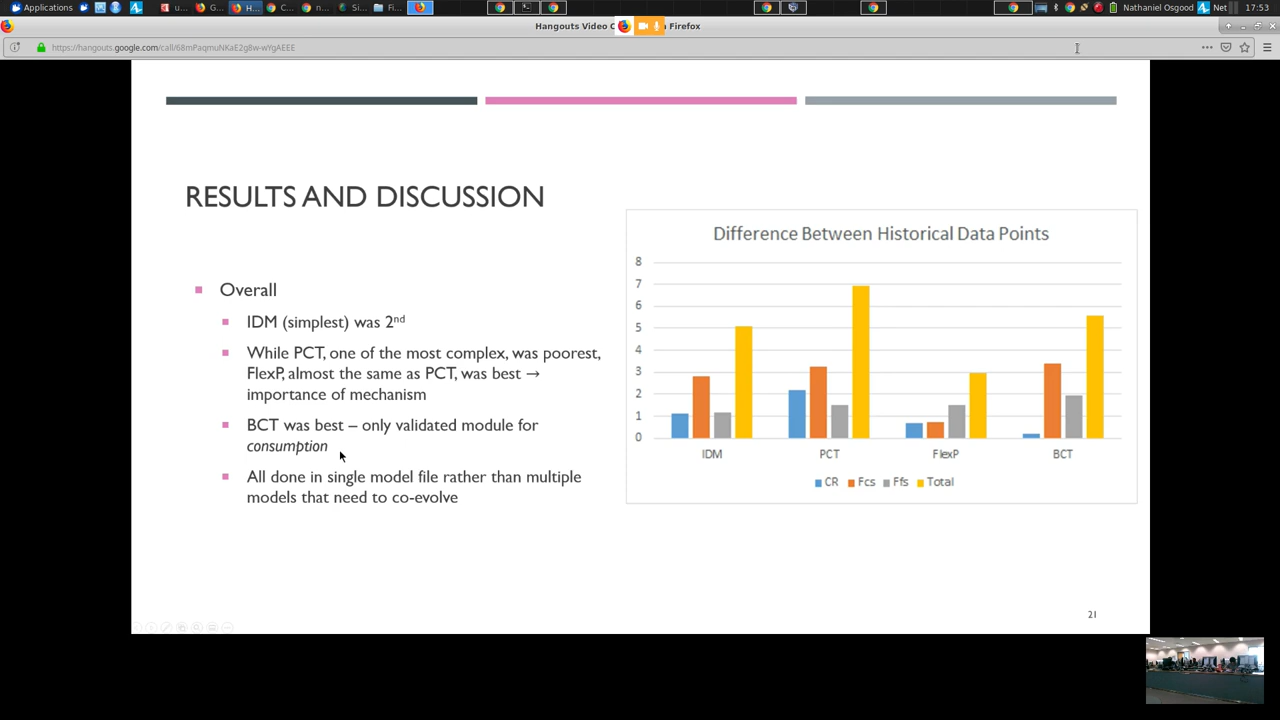 Applications
u...
G...
H...
C...
n...
Si...
Fi...
Nathaniel Osgood
Net
17:53
Hangouts Video C
Firefox
https://hangouts.google.com/call/68mPaqmuNKaE2g8w-wYgAEEE
RESULTS AND DISCUSSION
Overall
IDM (simplest) was 2nd
While PCT, one of the most complex, was poorest,
FlexP, almost the same as PCT, was best →
importance of mechanism
BCT was best – only validated module for
consumption
All done in single model file rather than multiple
models that need to co-evolve
Difference Between Historical Data Points
8
7
6
5
4
3
2
1
0
IDM PCT FlexP BCT
CR Fcs Ffs Total
21